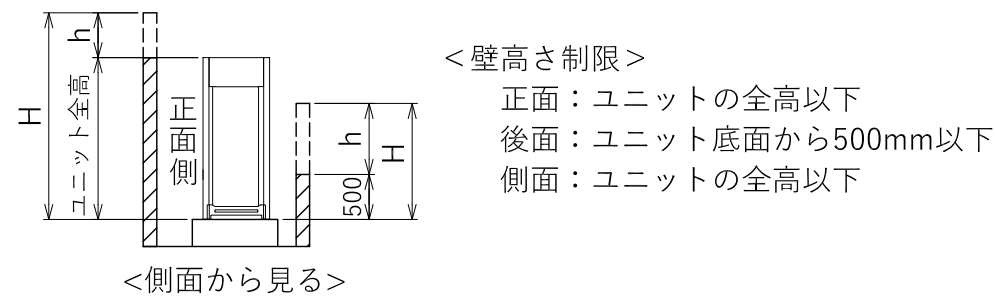 H
h
ユニット全高
正面側
h
500
H
<側面から見る>
<壁高さ制限>
正面：ユニットの全高以下
後面：ユニット底面から500mm以下
側面：ユニットの全高以下